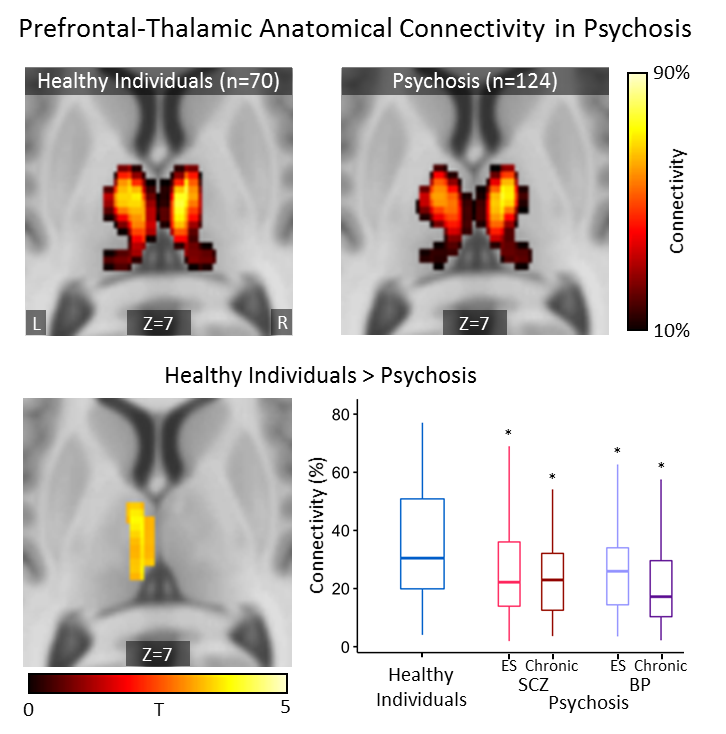 Prefrontal-Thalamic Anatomical Connectivity in Psychosis
Healthy Individuals (n=70)
Psychosis (n=124)
90%
Connectivity
10%
L
Z=7
R
Z=7
Healthy Individuals > Psychosis
Z=7
0
T
5
Connectivity (%)
80
60
40
20
0
*
*
*
*
Healthy
Individuals
ES Chronic
SCZ
ES Chronic
BP
Psychosis